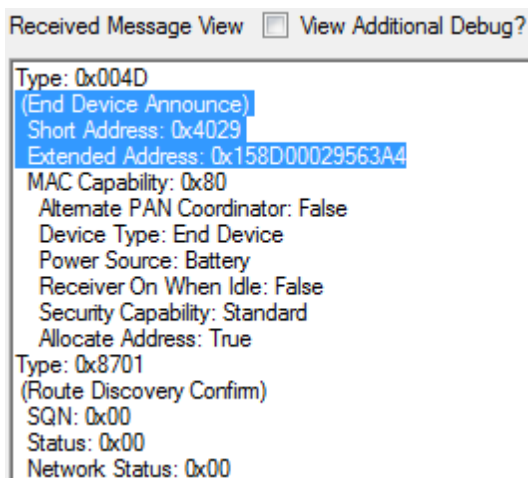 Received Message View View Additional Debug?
Type: 0x004D
(End Device Announce)
Short Address: 0x4029
Extended Address: 0x158D00029563A4
MAC Capability: 0x80
Alternate PAN Coordinator: False
Device Type: End Device
Power Source: Battery
Receiver On When Idle: False
Security Capability: Standard
Allocate Address: True
Type: 0x8701
(Route Discovery Confirm)
SQN: 0x00
Status: 0x00
Network Status: 0x00